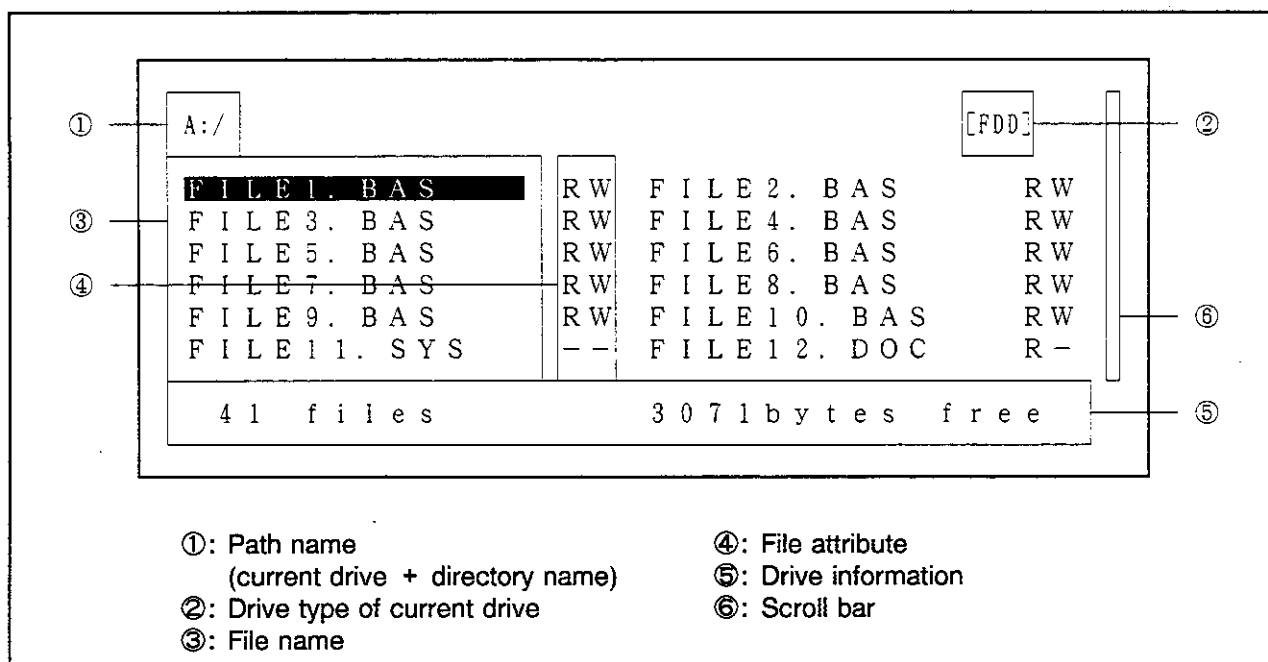 ① A:/ [FDD] ②
FILE1. BAS RW FILE2. BAS RW
③ FILE3. BAS RW FILE4. BAS RW
FILE5. BAS RW FILE6. BAS RW
④ FILE7. BAS RW FILE8. BAS RW
FILE9. BAS RW FILE10. BAS RW ⑥
FILE11. SYS -- FILE12. DOC R-
41 files 3071bytes free ⑤
①: Path name
(current drive + directory name)
②: Drive type of current drive
③: File name
④: File attribute
⑤: Drive information
⑥: Scroll bar